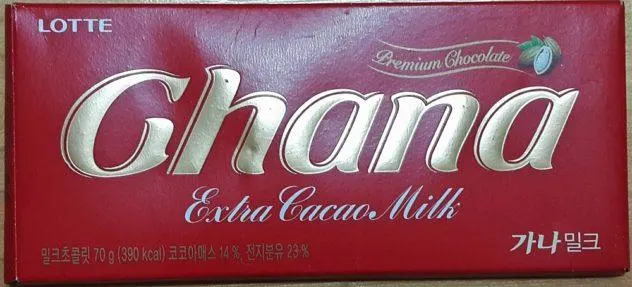 LOTTE
Premium Chocolate
Ghana
Extra Cacao Milk
밀크초콜릿 70 g (390 kcal) 코코아매스 14 %, 전지분유 23 %
가나밀크